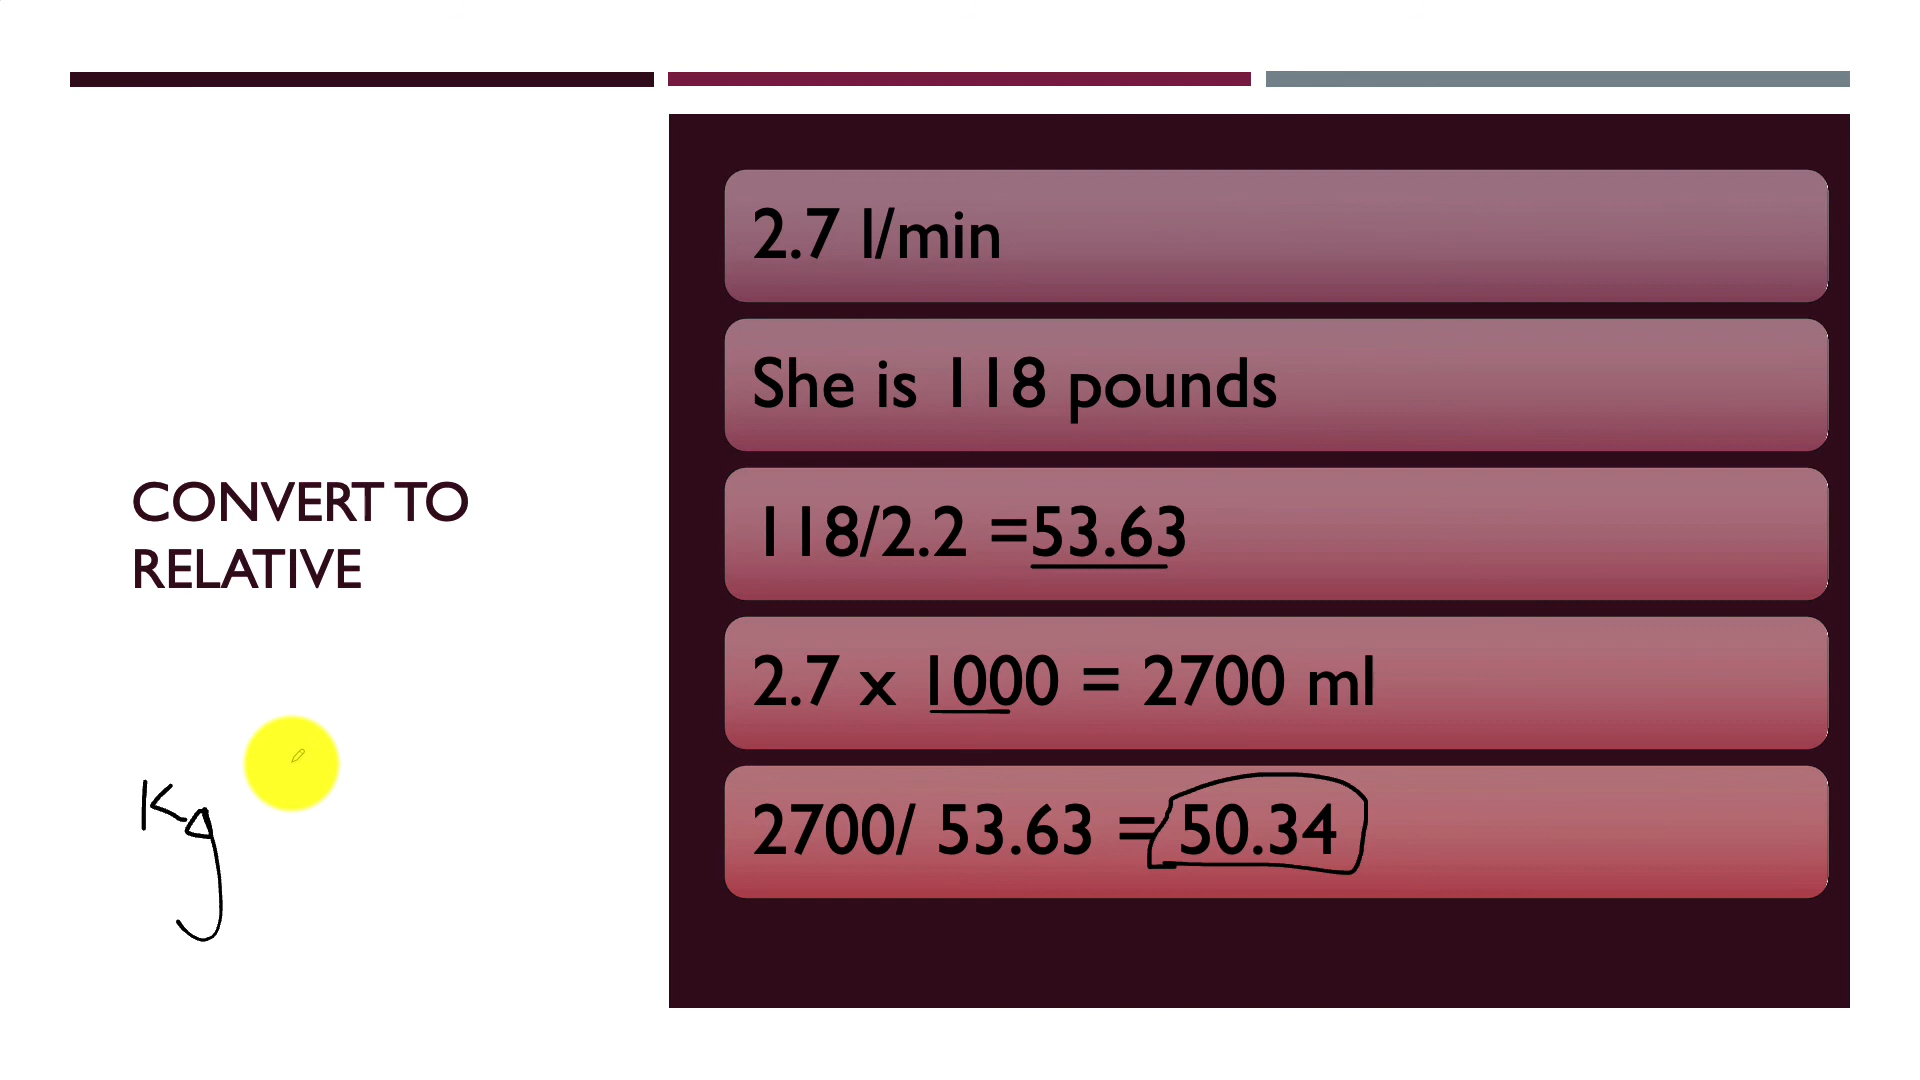 CONVERT TO
RELATIVE
Kg
2.7 l/min
She is 118 pounds
118/2.2 =53.63
2.7 x 1000 = 2700 ml
2700/ 53.63 = 50.34